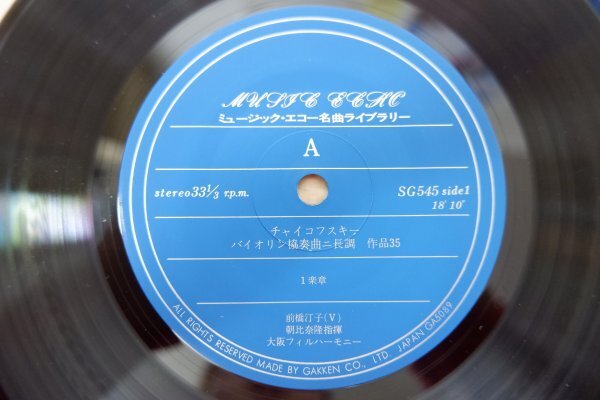 MUSIC ECHO
ミュージック・エコー名曲ライブラリー
A
stereo33⅓ r.p.m.
SG545 side1
18′ 10″
チャイコフスキー
バイオリン協奏曲ニ長調 作品35
1楽章
前橋汀子(V)
朝比奈隆指揮
大阪フィルハーモニー
ALL RIGHTS RESERVED MADE BY GAKKEN CO., LTD JAPAN GA5089